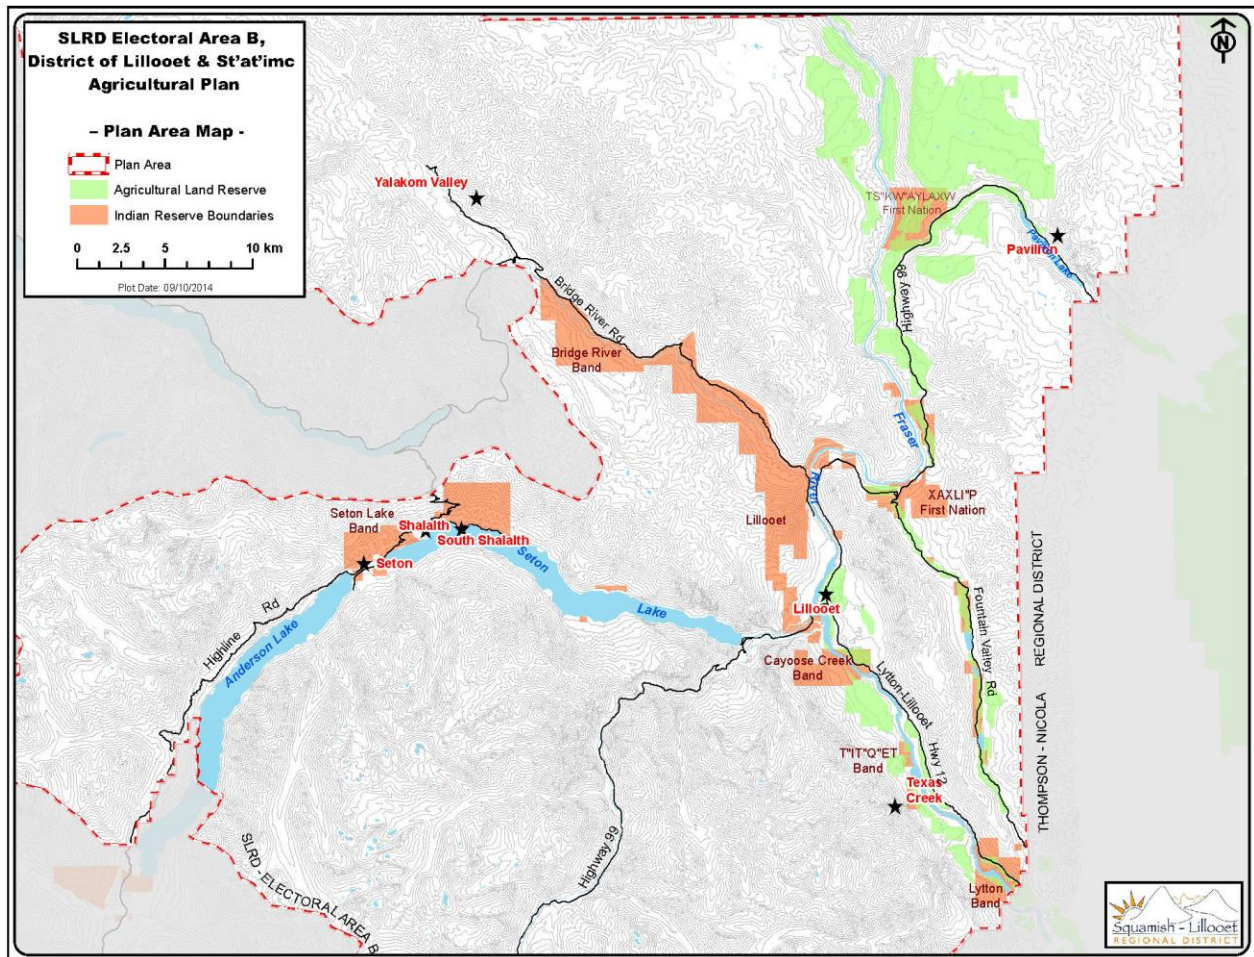 SLRD Electoral Area B,
District of Lillooet & St'at'imc
Agricultural Plan
– Plan Area Map -
Plan Area
Agricultural Land Reserve
Indian Reserve Boundaries
0 2.5 5 10 km
Plot Date: 09/10/2014
N
Yalakom Valley
TS"KW"AYLAXW
First Nation
Pavilion
Pavilion Lake
Highway 99
Bridge River Rd
Bridge River
Band
Fraser
River
XAXLI"P
First Nation
Lillooet
Seton Lake
Band
Shalalth
South Shalalth
Seton
Seton
Lake
Highline Rd
Anderson Lake
Lillooet
Cayoose Creek
Band
Lytton-Lillooet
Hwy 12
Fountain Valley Rd
T"IT"Q"ET
Band
Texas
Creek
Highway 99
Lytton
Band
SLRD - ELECTORAL AREA B
THOMPSON - NICOLA REGIONAL DISTRICT
Squamish - Lillooet
REGIONAL DISTRICT